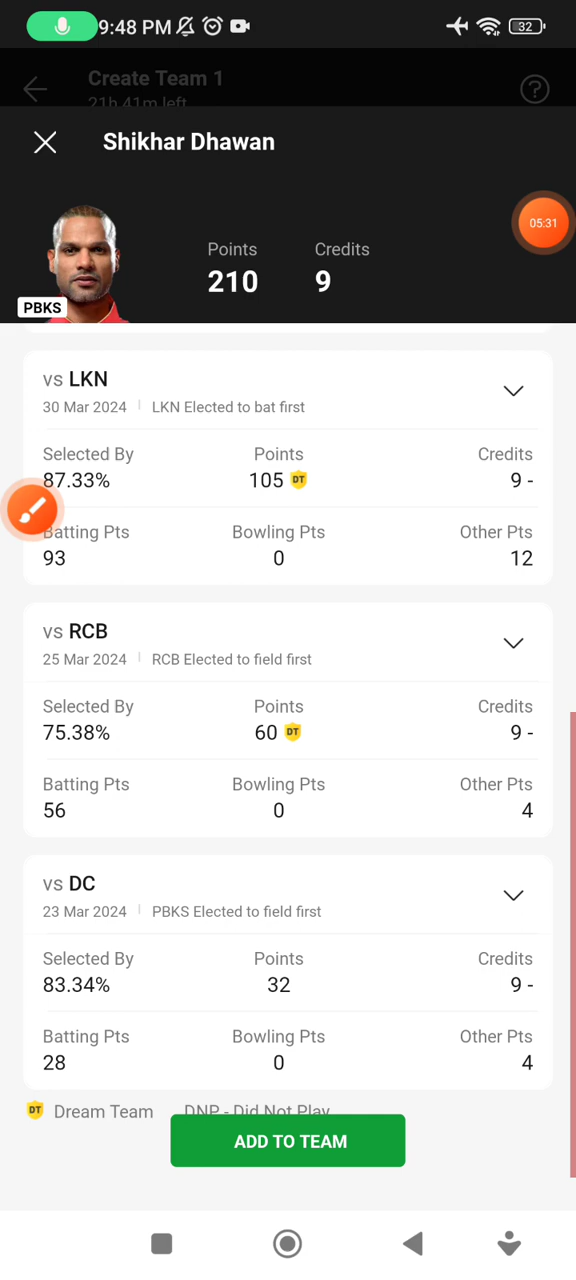 9:48 PM
32
Create Team 1
21h 41m left
?
Shikhar Dhawan
05:31
Points
Credits
210
9
PBKS
vs LKN
30 Mar 2024 | LKN Elected to bat first
Selected By
Points
Credits
87.33%
105 DT
9 -
Batting Pts
Bowling Pts
Other Pts
93
0
12
vs RCB
25 Mar 2024 | RCB Elected to field first
Selected By
Points
Credits
75.38%
60 DT
9 -
Batting Pts
Bowling Pts
Other Pts
56
0
4
vs DC
23 Mar 2024 | PBKS Elected to field first
Selected By
Points
Credits
83.34%
32
9 -
Batting Pts
Bowling Pts
Other Pts
28
0
4
DT Dream Team DNP - Did Not Play
ADD TO TEAM